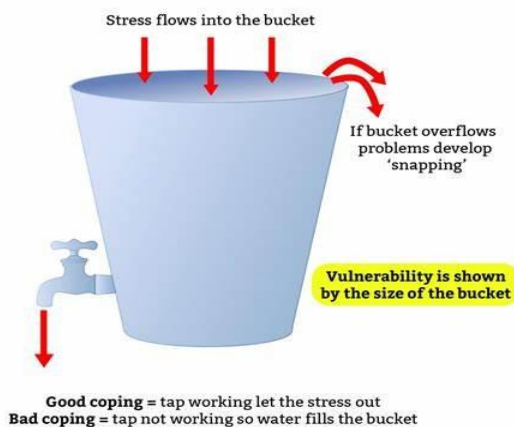 Stress flows into the bucket
If bucket overflows
problems develop
‘snapping’
Vulnerability is shown
by the size of the bucket
Good coping = tap working let the stress out
Bad coping = tap not working so water fills the bucket